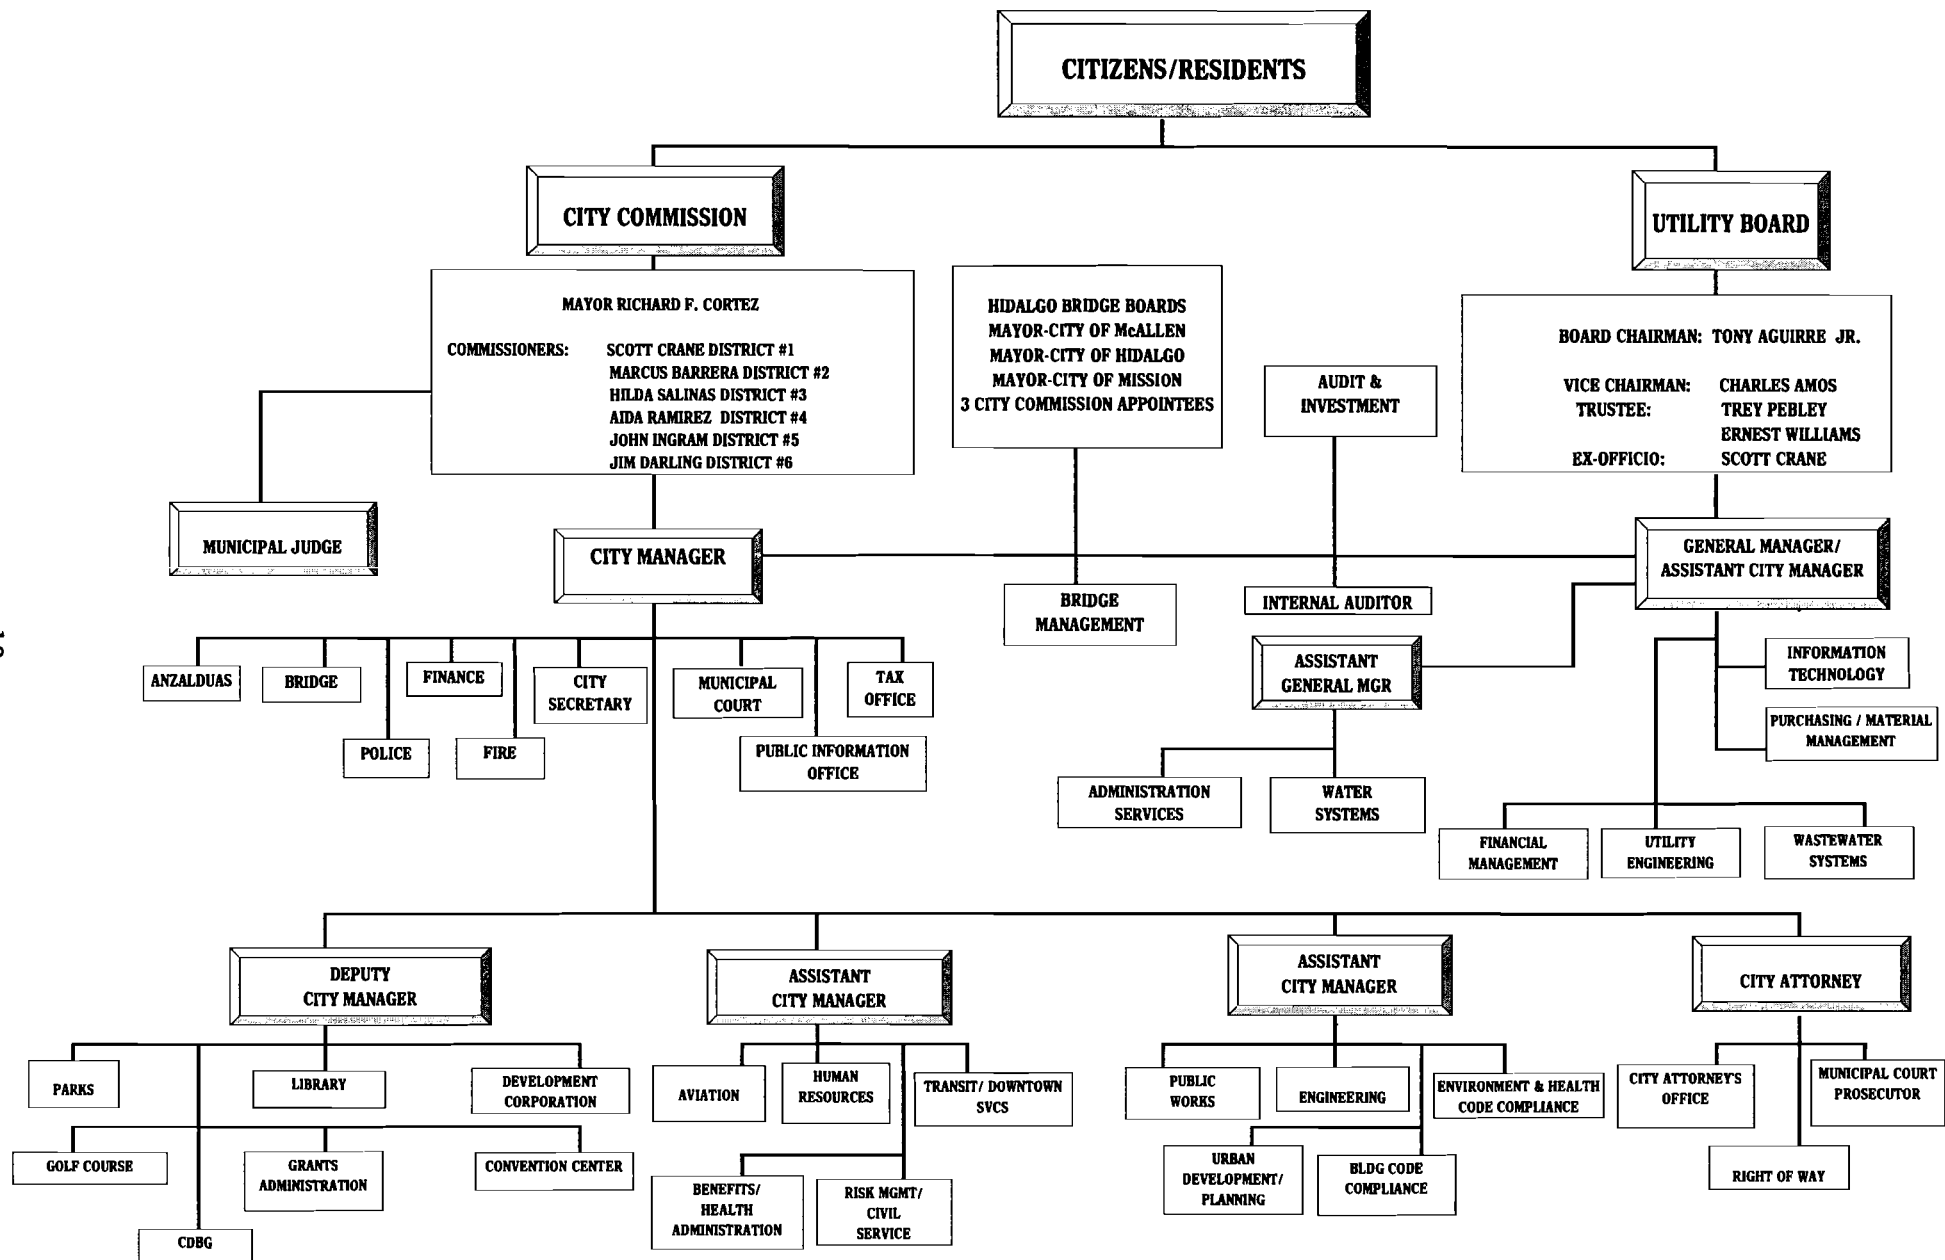 CITIZENS/RESIDENTS
CITY COMMISSION
UTILITY BOARD
MAYOR RICHARD F. CORTEZ
COMMISSIONERS: SCOTT CRANE DISTRICT #1
MARCUS BARRERA DISTRICT #2
HILDA SALINAS DISTRICT #3
AIDA RAMIREZ DISTRICT #4
JOHN INGRAM DISTRICT #5
JIM DARLING DISTRICT #6
HIDALGO BRIDGE BOARDS
MAYOR-CITY OF McALLEN
MAYOR-CITY OF HIDALGO
MAYOR-CITY OF MISSION
3 CITY COMMISSION APPOINTEES
AUDIT &
INVESTMENT
BOARD CHAIRMAN: TONY AGUIRRE JR.
VICE CHAIRMAN: CHARLES AMOS
TRUSTEE: TREY PEBLEY
ERNEST WILLIAMS
EX-OFFICIO: SCOTT CRANE
MUNICIPAL JUDGE
CITY MANAGER
GENERAL MANAGER/
ASSISTANT CITY MANAGER
BRIDGE
MANAGEMENT
INTERNAL AUDITOR
ANZALDUAS
BRIDGE
FINANCE
CITY
SECRETARY
MUNICIPAL
COURT
TAX
OFFICE
POLICE
FIRE
PUBLIC INFORMATION
OFFICE
ASSISTANT
GENERAL MGR
INFORMATION
TECHNOLOGY
PURCHASING / MATERIAL
MANAGEMENT
ADMINISTRATION
SERVICES
WATER
SYSTEMS
FINANCIAL
MANAGEMENT
UTILITY
ENGINEERING
WASTEWATER
SYSTEMS
DEPUTY
CITY MANAGER
ASSISTANT
CITY MANAGER
ASSISTANT
CITY MANAGER
CITY ATTORNEY
PARKS
LIBRARY
DEVELOPMENT
CORPORATION
GOLF COURSE
GRANTS
ADMINISTRATION
CONVENTION CENTER
CDBG
AVIATION
HUMAN
RESOURCES
TRANSIT/ DOWNTOWN
SVCS
BENEFITS/
HEALTH
ADMINISTRATION
RISK MGMT/
CIVIL
SERVICE
PUBLIC
WORKS
ENGINEERING
ENVIRONMENT & HEALTH
CODE COMPLIANCE
URBAN
DEVELOPMENT/
PLANNING
BLDG CODE
COMPLIANCE
CITY ATTORNEY'S
OFFICE
MUNICIPAL COURT
PROSECUTOR
RIGHT OF WAY